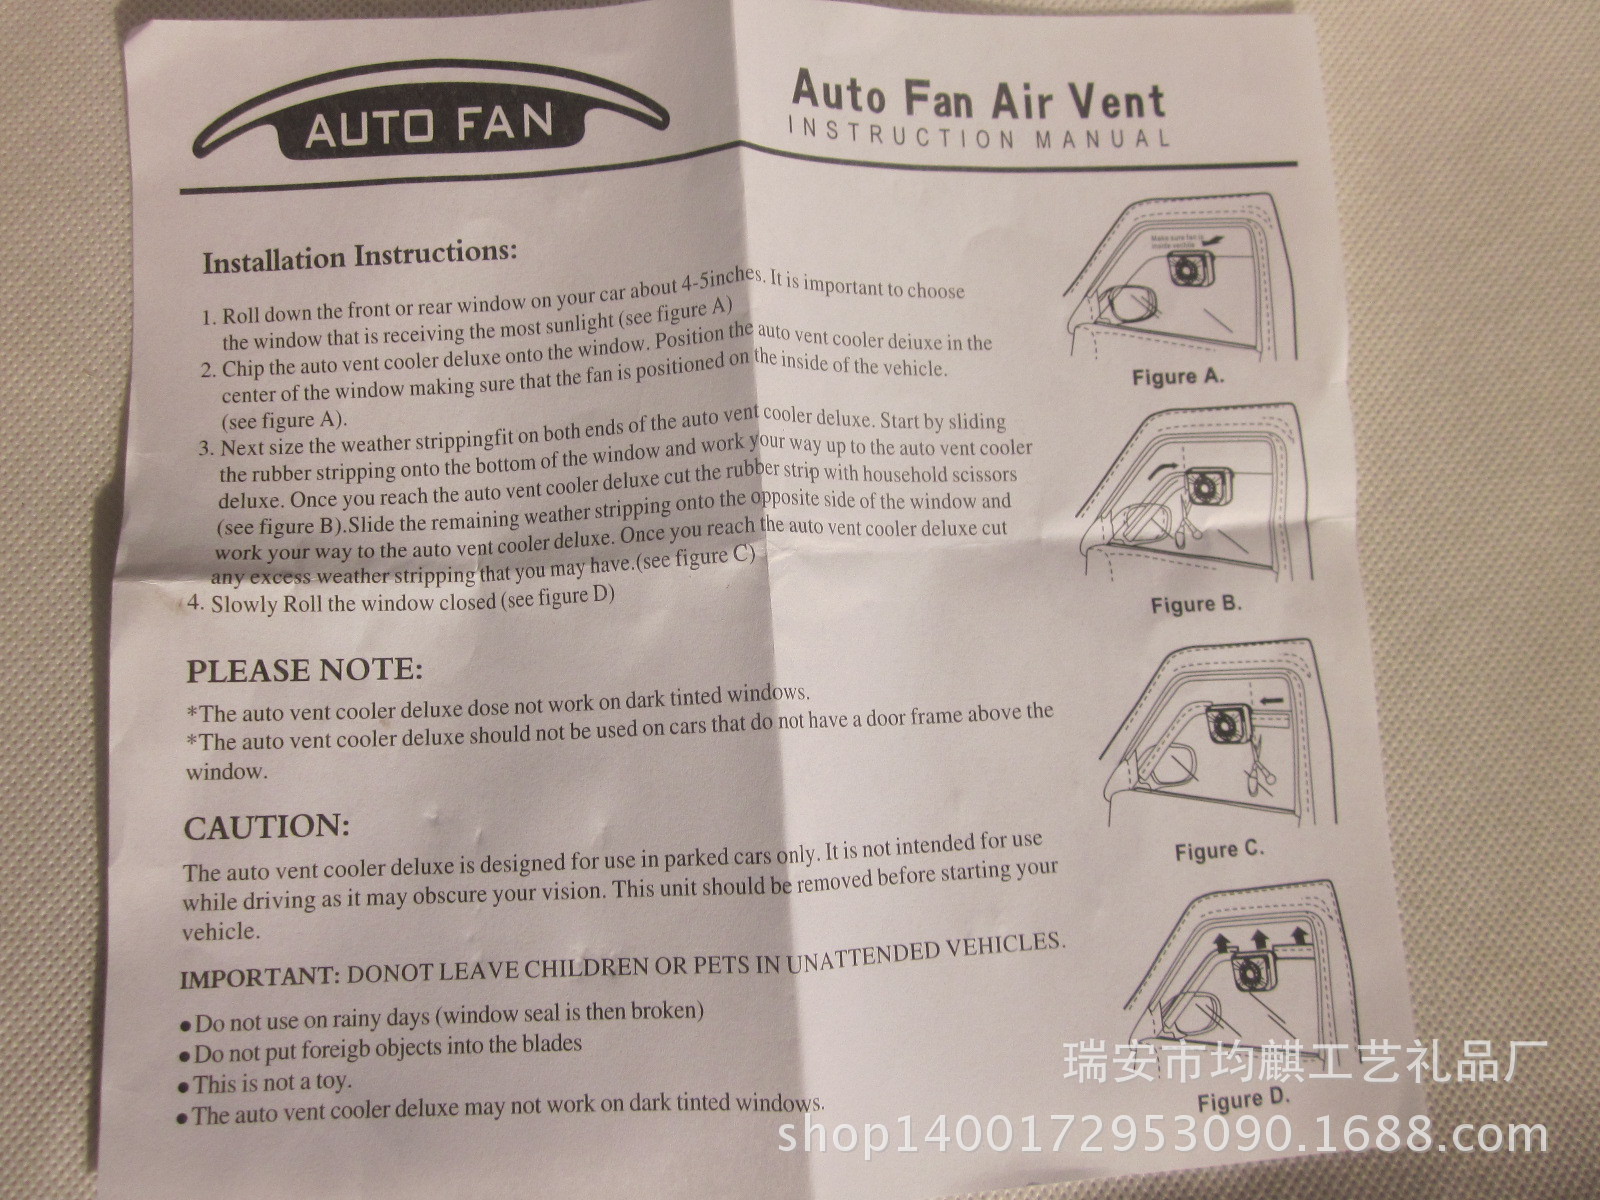 AUTO FAN
Auto Fan Air Vent
INSTRUCTION MANUAL
Installation Instructions:
1. Roll down the front or rear window on your car about 4-5inches. It is important to choose
the window that is receiving the most sunlight (see figure A)
2. Chip the auto vent cooler deluxe onto the window. Position the auto vent cooler deiuxe in the
center of the window making sure that the fan is positioned on the inside of the vehicle.
(see figure A).
3. Next size the weather strippingfit on both ends of the auto vent cooler deluxe. Start by sliding
the rubber stripping onto the bottom of the window and work your way up to the auto vent cooler
deluxe. Once you reach the auto vent cooler deluxe cut the rubber strip with household scissors
(see figure B).Slide the remaining weather stripping onto the opposite side of the window and
work your way to the auto vent cooler deluxe. Once you reach the auto vent cooler deluxe cut
any excess weather stripping that you may have.(see figure C)
4. Slowly Roll the window closed (see figure D)
PLEASE NOTE:
*The auto vent cooler deluxe dose not work on dark tinted windows.
*The auto vent cooler deluxe should not be used on cars that do not have a door frame above the
window.
CAUTION:
The auto vent cooler deluxe is designed for use in parked cars only. It is not intended for use
while driving as it may obscure your vision. This unit should be removed before starting your
vehicle.
IMPORTANT: DONOT LEAVE CHILDREN OR PETS IN UNATTENDED VEHICLES.
● Do not use on rainy days (window seal is then broken)
● Do not put foreigb objects into the blades
● This is not a toy.
● The auto vent cooler deluxe may not work on dark tinted windows.
Make sure fan is
inside vehicle
Figure A.
Figure B.
Figure C.
Figure D.
瑞安市均麒工艺礼品厂
shop1400172953090.1688.com